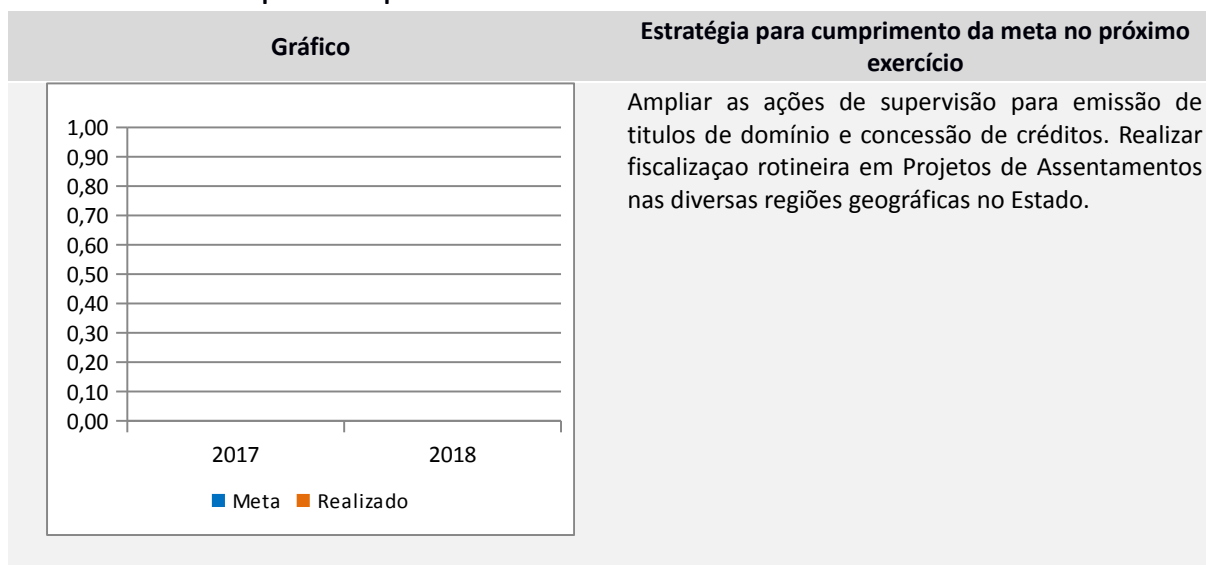 Gráfico
Estratégia para cumprimento da meta no próximo
exercício
Ampliar as ações de supervisão para emissão de
titulos de domínio e concessão de créditos. Realizar
fiscalizaçao rotineira em Projetos de Assentamentos
nas diversas regiões geográficas no Estado.
1,00
0,90
0,80
0,70
0,60
0,50
0,40
0,30
0,20
0,10
0,00
2017 2018
Meta Realizado